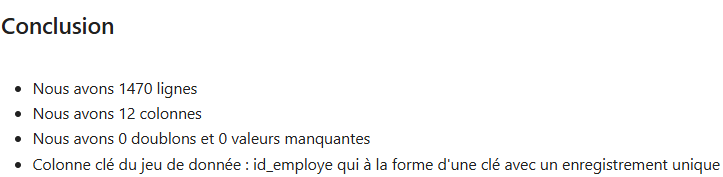 Conclusion
Nous avons 1470 lignes
Nous avons 12 colonnes
Nous avons 0 doublons et 0 valeurs manquantes
Colonne clé du jeu de donnée : id_employe qui à la forme d'une clé avec un enregistrement unique